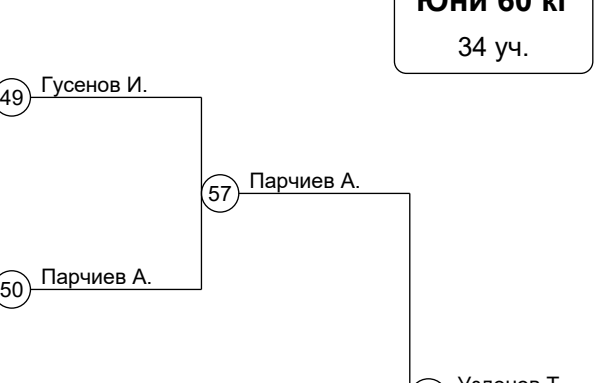 Юни 60 кг
34 уч.
49 Гусенов И.
57 Парчиев А.
50 Парчиев А.